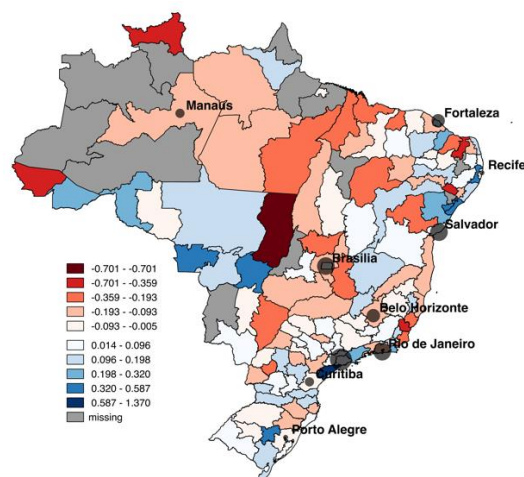 Manaus
Fortaleza
Recife
Salvador
Brasilia
Belo Horizonte
Rio de Janeiro
Curitiba
Porto Alegre
-0.701 - -0.701
-0.701 - -0.359
-0.359 - -0.193
-0.193 - -0.093
-0.093 - -0.005
0.014 - 0.096
0.096 - 0.198
0.198 - 0.320
0.320 - 0.587
0.587 - 1.370
missing